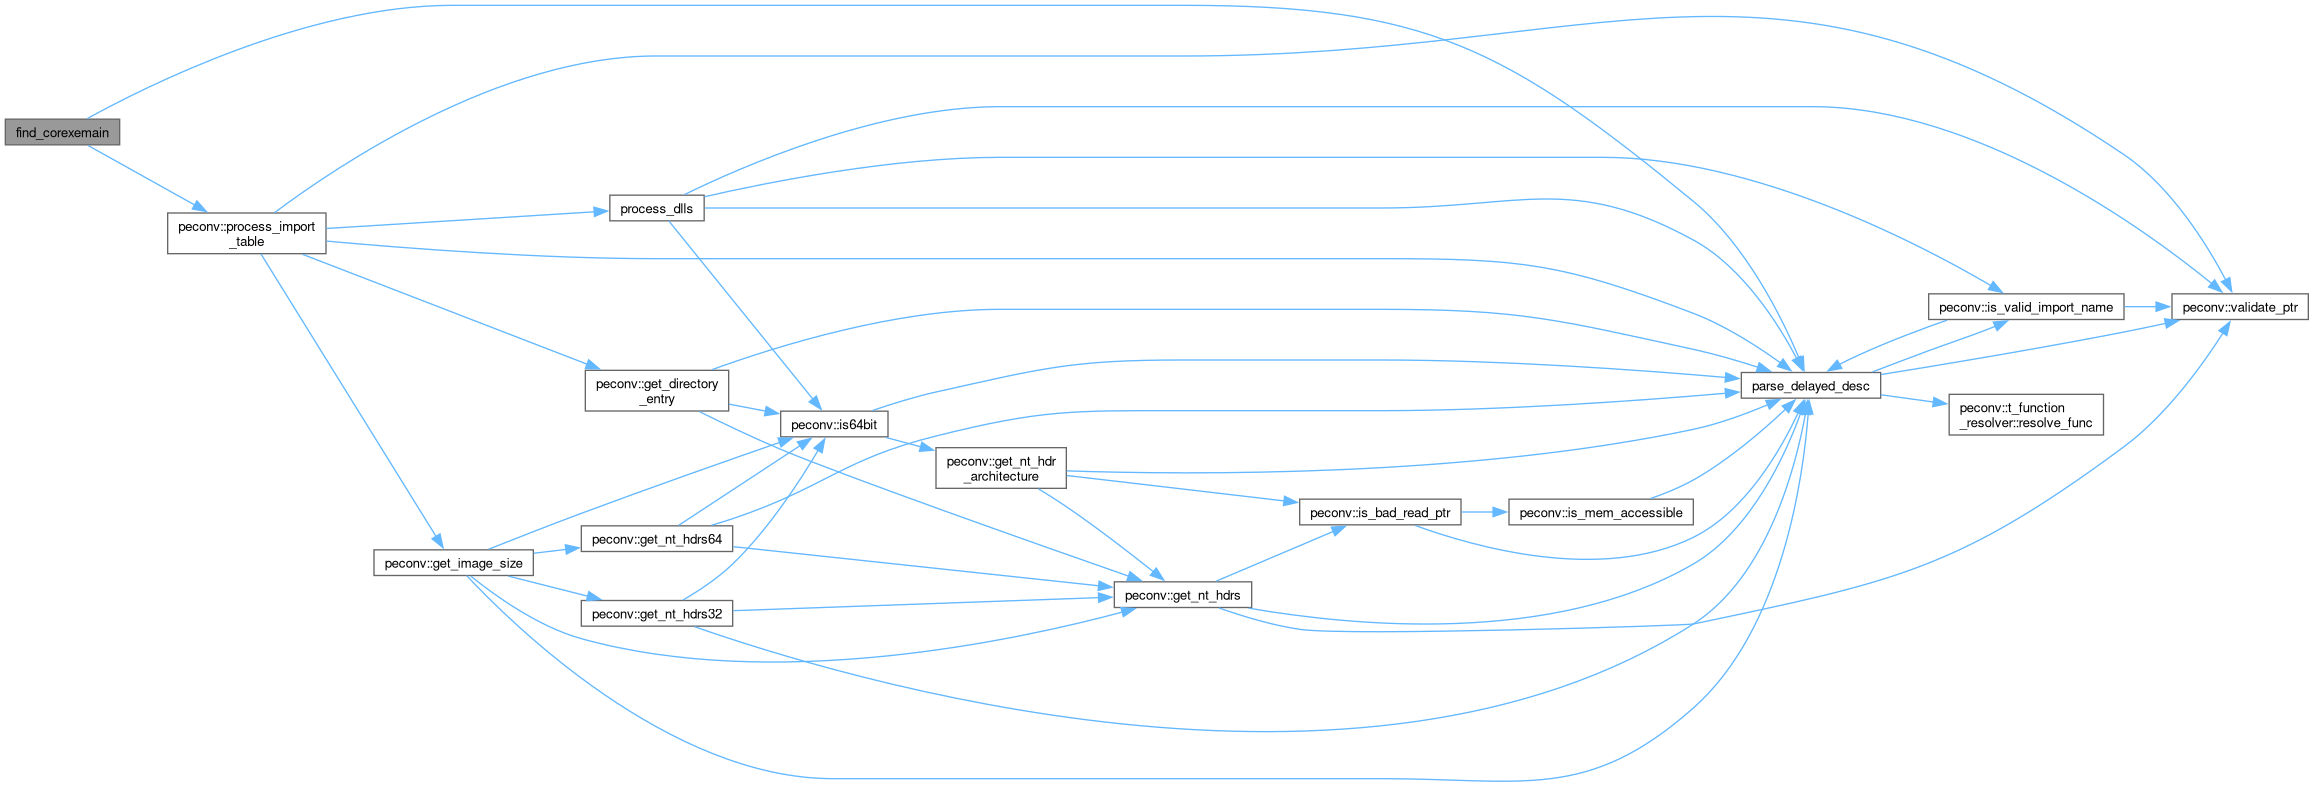 find_corexemain
peconv::process_import
_table
process_dlls
peconv::get_directory
_entry
peconv::is64bit
peconv::get_nt_hdr
_architecture
peconv::get_image_size
peconv::get_nt_hdrs64
peconv::get_nt_hdrs32
peconv::get_nt_hdrs
peconv::is_bad_read_ptr
peconv::is_mem_accessible
parse_delayed_desc
peconv::is_valid_import_name
peconv::validate_ptr
peconv::t_function
_resolver::resolve_func